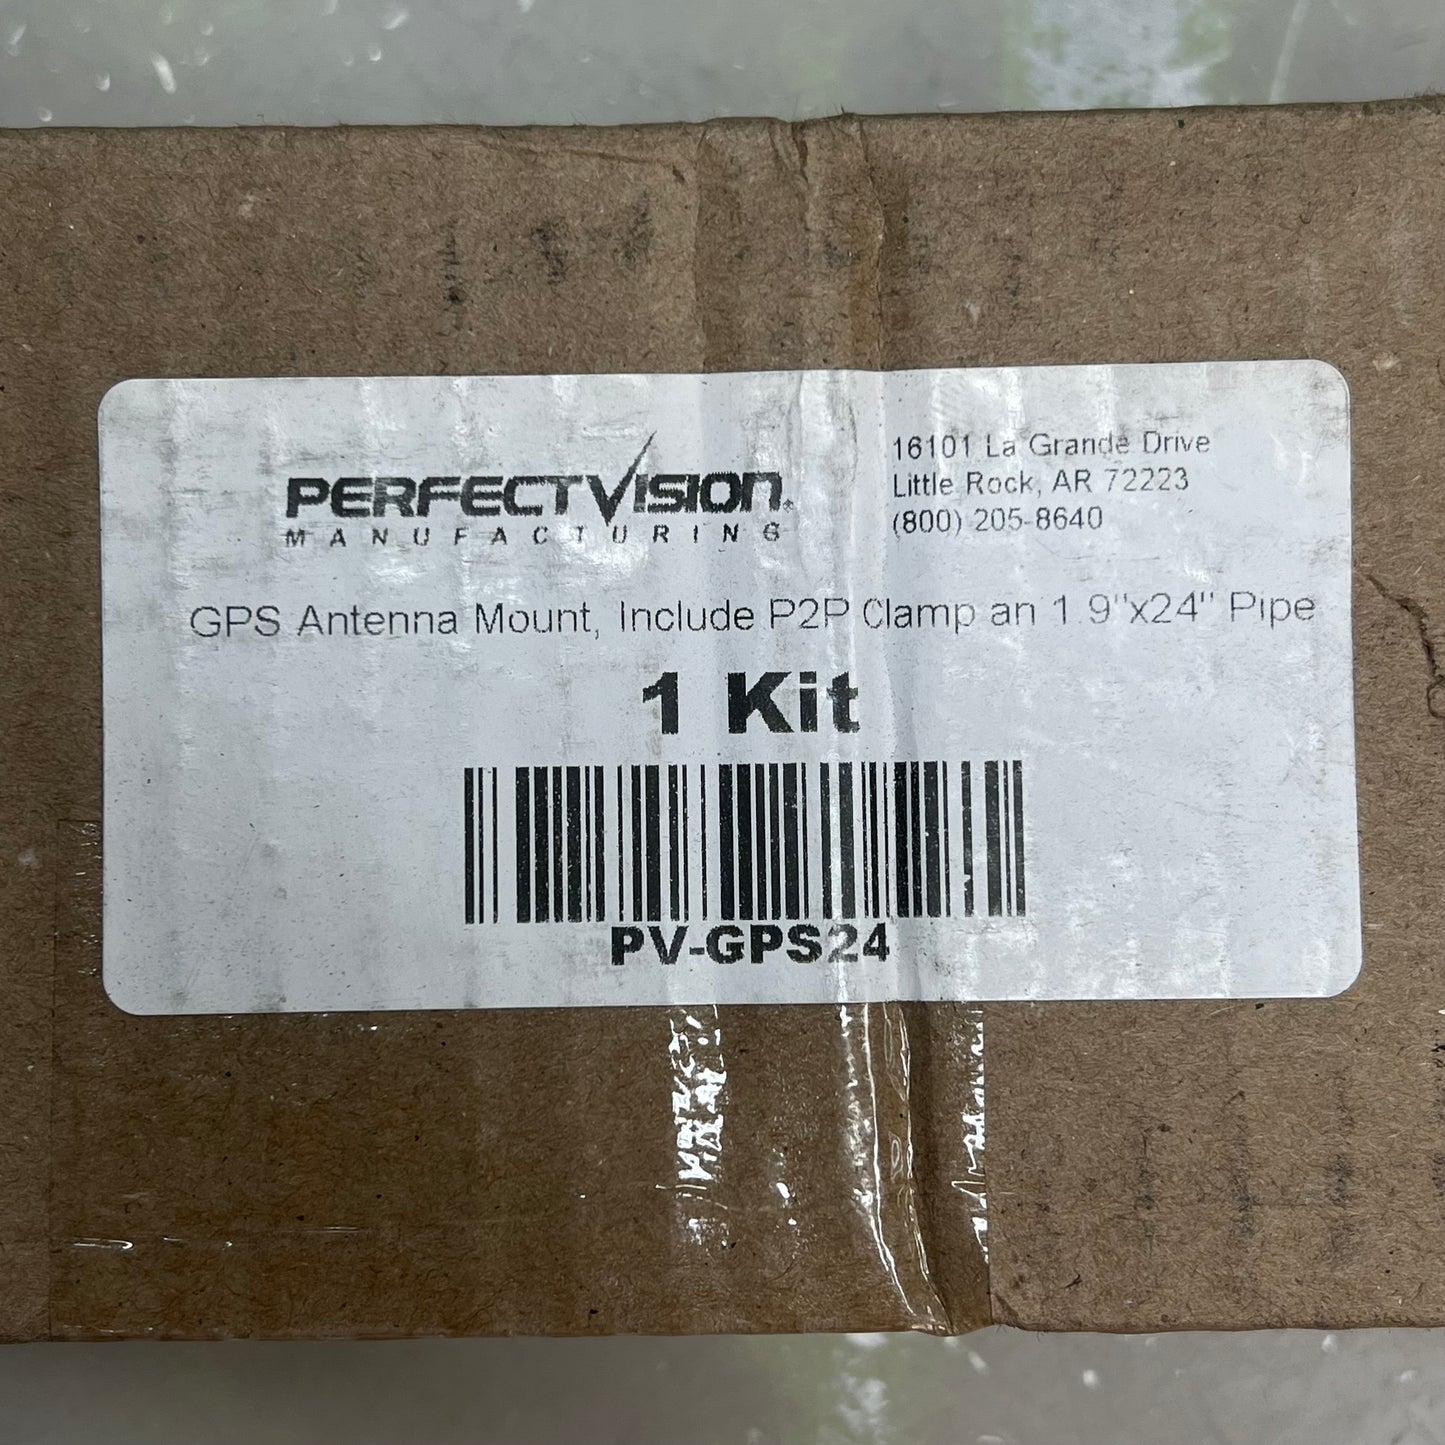 PERFECTVISION®
MANUFACTURING
16101 La Grande Drive
Little Rock, AR 72223
(800) 205-8640
GPS Antenna Mount, Include P2P Clamp an 1.9"x24" Pipe
1 Kit
PV-GPS24